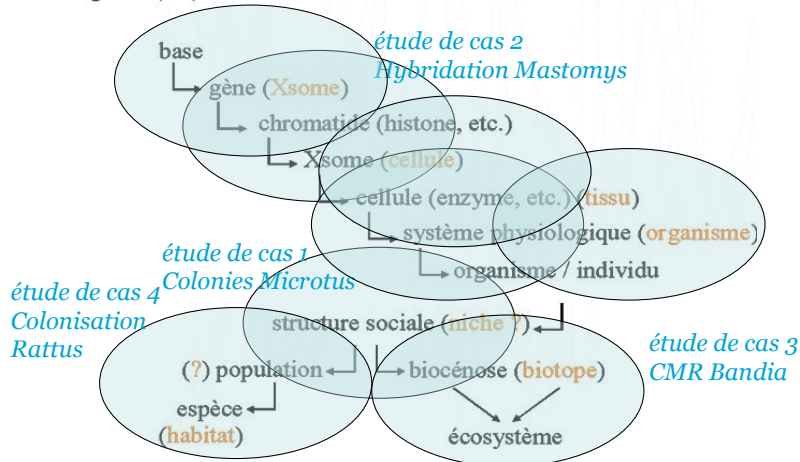 étude de cas 2
Hybridation Mastomys
base
gène (Xsome)
chromatide (histone, etc.)
Xsome (cellule)
cellule (enzyme, etc.) (tissu)
système physiologique (organisme)
organisme / individu
étude de cas 1
Colonies Microtus
étude de cas 4
Colonisation
Rattus
structure sociale (niche ?)
étude de cas 3
CMR Bandia
(?) population
biocénose (biotope)
espèce
(habitat)
écosystème